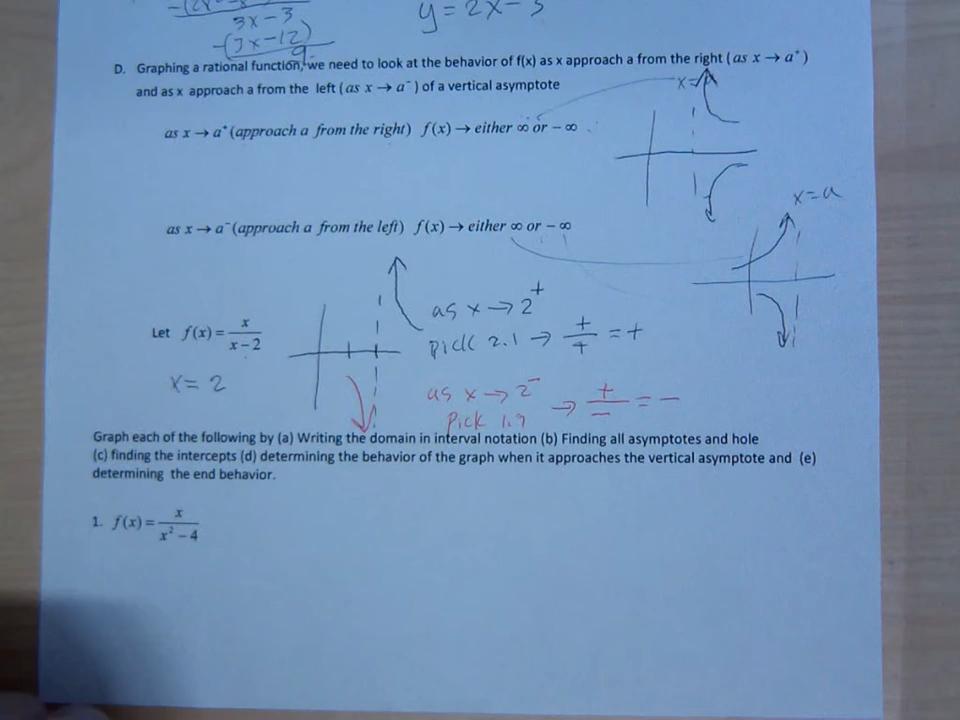 3x-3
-(3x-12)
9
y = 2x-3
D. Graphing a rational function, we need to look at the behavior of f(x) as x approach a from the right (as x → a⁺)
and as x approach a from the left (as x → a⁻) of a vertical asymptote
x=a
as x → a⁺ (approach a from the right) f(x) → either ∞ or − ∞
x=a
as x → a⁻ (approach a from the left) f(x) → either ∞ or − ∞
as x → 2⁺
Let f(x) = x/(x−2)
pick 2.1 → +/+ = +
x = 2
as x → 2⁻
pick 1.9 → +/− = −
Graph each of the following by (a) Writing the domain in interval notation (b) Finding all asymptotes and hole
(c) finding the intercepts (d) determining the behavior of the graph when it approaches the vertical asymptote and (e)
determining the end behavior.
1. f(x) = x/(x²−4)